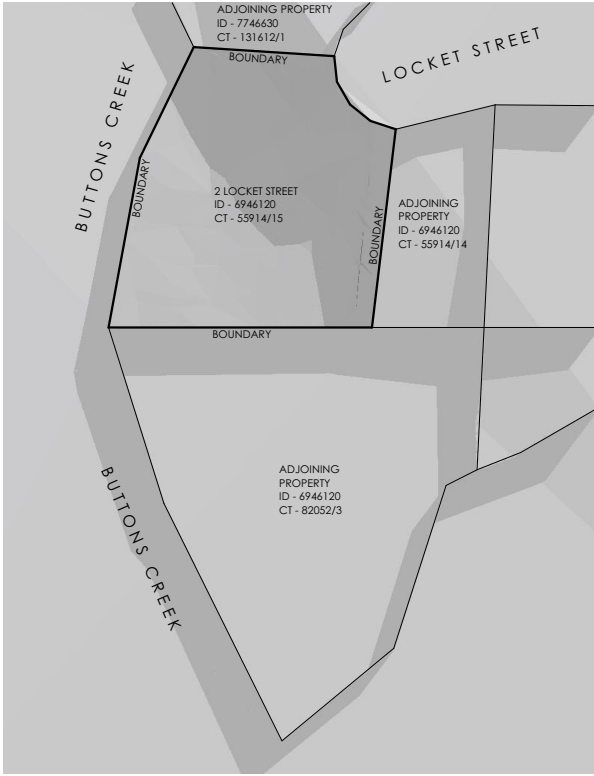 ADJOINING PROPERTY
ID - 7746630
CT - 131612/1
BOUNDARY
LOCKET STREET
BUTTONS CREEK
BOUNDARY
2 LOCKET STREET
ID - 6946120
CT - 55914/15
BOUNDARY
ADJOINING
PROPERTY
ID - 6946120
CT - 55914/14
BOUNDARY
ADJOINING
PROPERTY
ID - 6946120
CT - 82052/3
BUTTONS CREEK